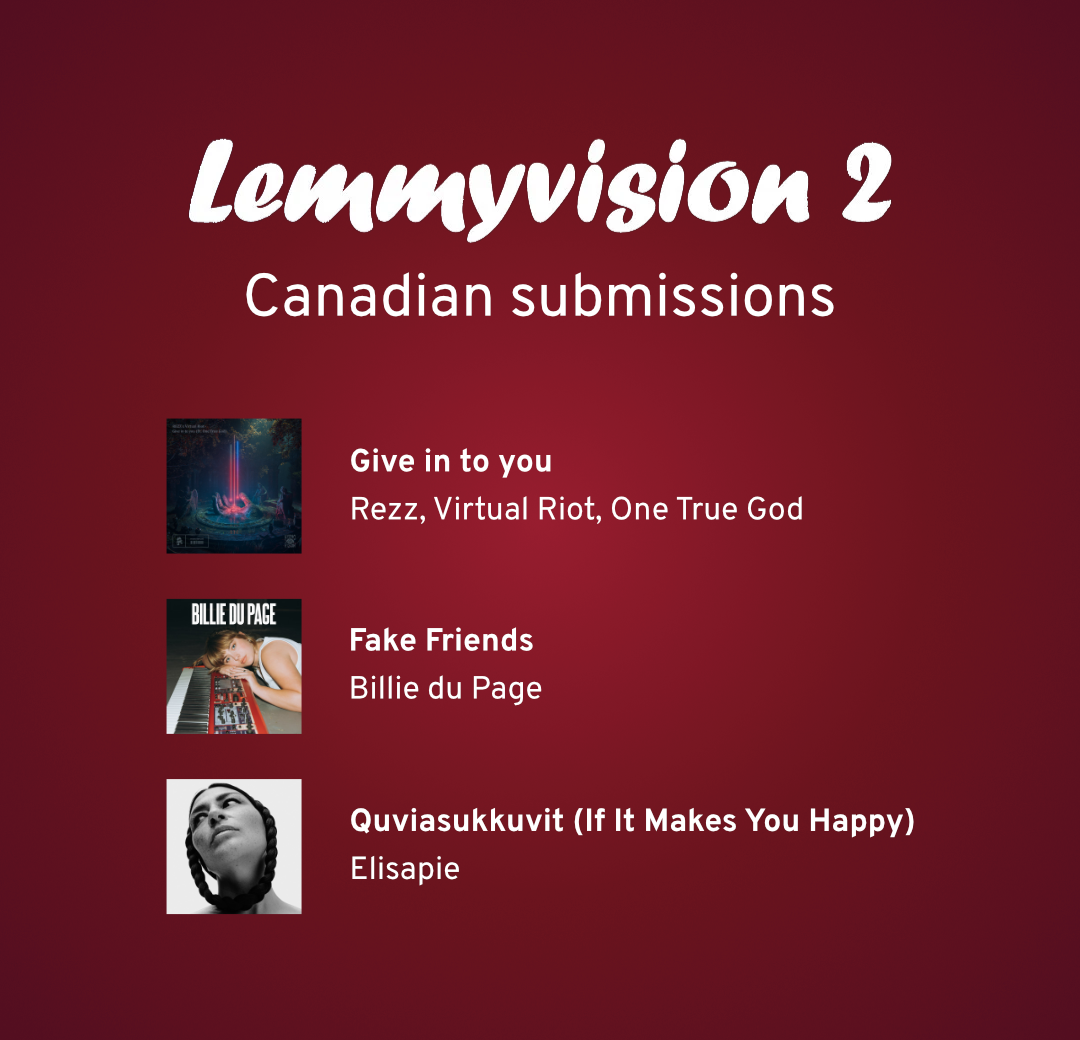 Lemmyvision 2
Canadian submissions
Give in to you
Rezz, Virtual Riot, One True God
BILLIE DU PAGE
Fake Friends
Billie du Page
Quviasukkuvit (If It Makes You Happy)
Elisapie